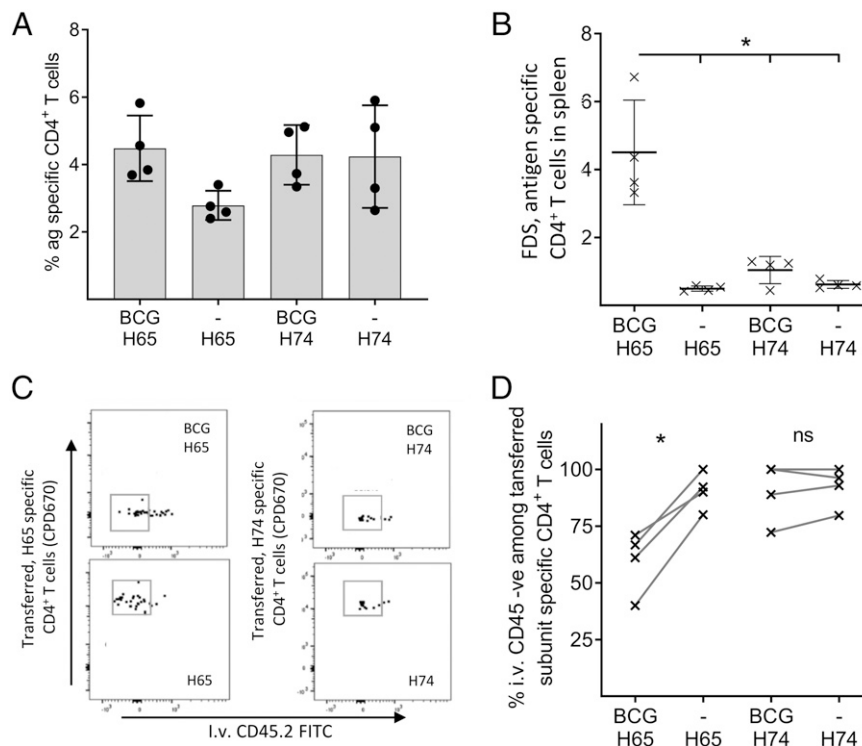 A
% ag specific CD4+ T cells
8
6
4
2
BCG - BCG -
H65 H65 H74 H74
B
FDS, antigen specific
CD4+ T cells in spleen
8
6
4
2
*
BCG - BCG -
H65 H65 H74 H74
C
Transferred, H65 specific
CD4+ T cells (CPD670)
BCG
H65
H65
Transferred, H74 specific
CD4+ T cells (CPD670)
BCG
H74
H74
I.v. CD45.2 FITC
D
% i.v. CD45 -ve among tansferred
subunit specific CD4+ T cells
100
75
50
25
* ns
BCG - BCG -
H65 H65 H74 H74